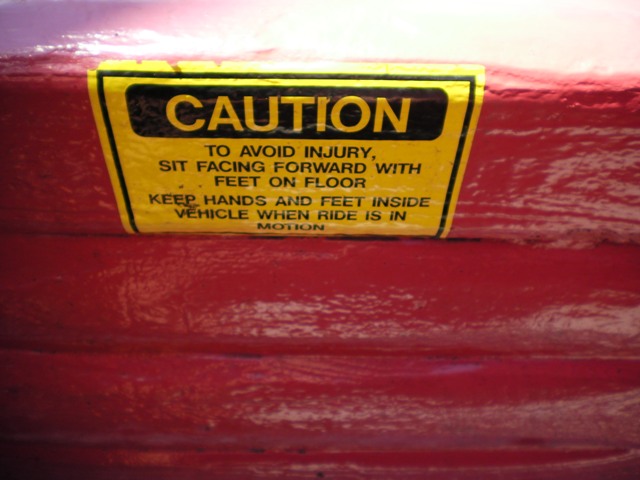 CAUTION
TO AVOID INJURY,
SIT FACING FORWARD WITH
FEET ON FLOOR
KEEP HANDS AND FEET INSIDE
VEHICLE WHEN RIDE IS IN
MOTION